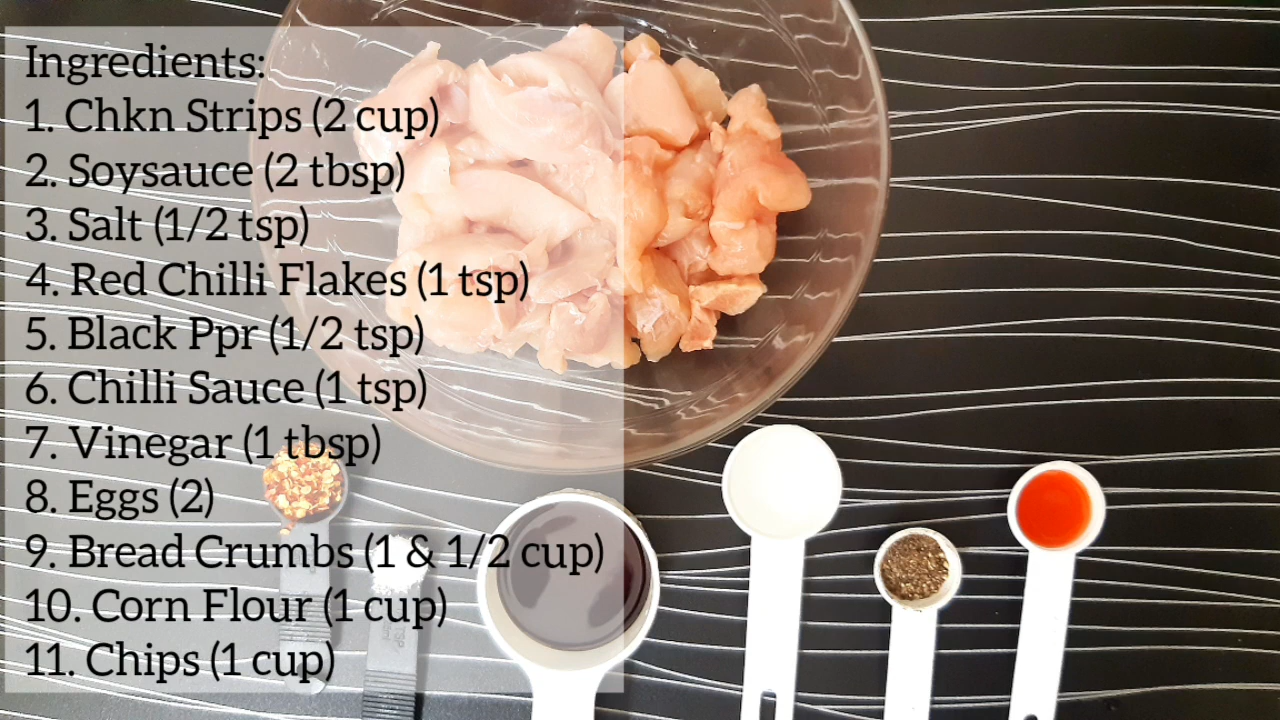 Ingredients:
1. Chkn Strips (2 cup)
2. Soysauce (2 tbsp)
3. Salt (1/2 tsp)
4. Red Chilli Flakes (1 tsp)
5. Black Ppr (1/2 tsp)
6. Chilli Sauce (1 tsp)
7. Vinegar (1 tbsp)
8. Eggs (2)
9. Bread Crumbs (1 & 1/2 cup)
10. Corn Flour (1 cup)
11. Chips (1 cup)